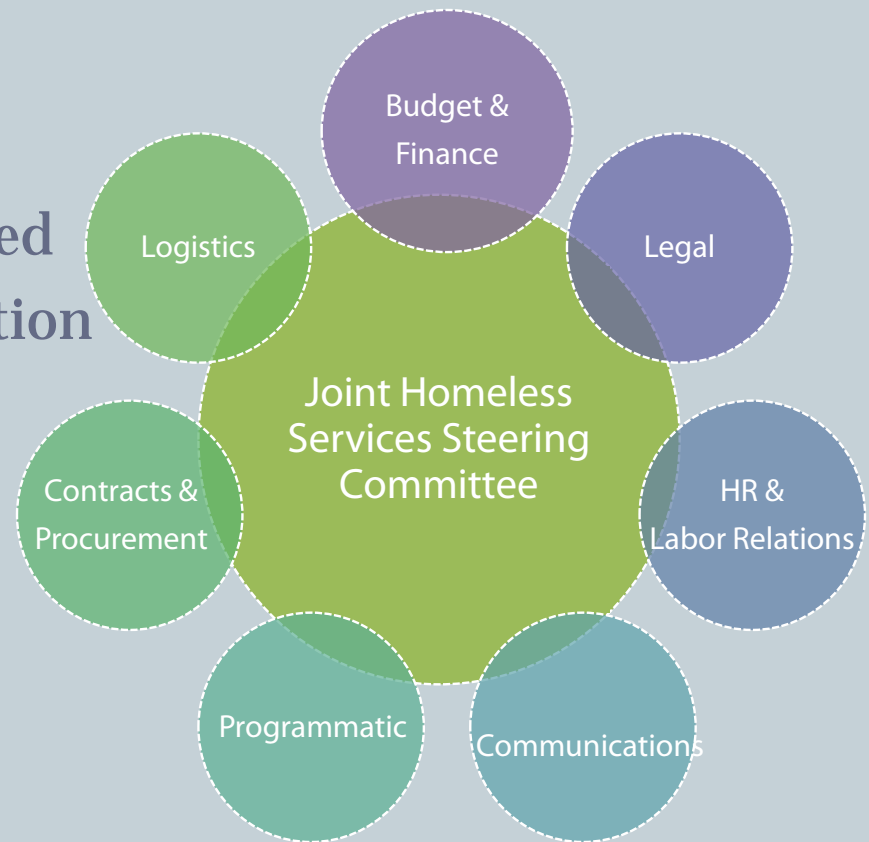 ed
tion
Budget &
Finance
Logistics
Legal
Joint Homeless
Services Steering
Committee
Contracts &
Procurement
HR &
Labor Relations
Programmatic
Communications